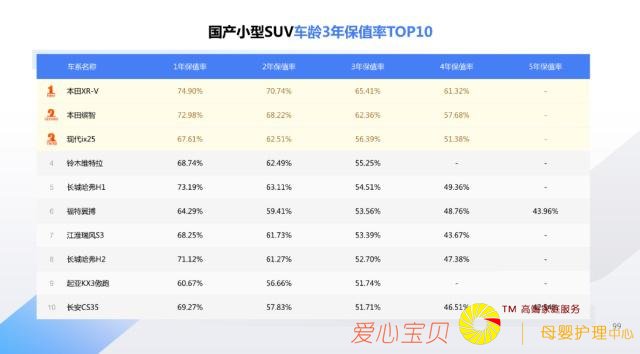 国产小型SUV车龄3年保值率TOP10
车系名称 1年保值率 2年保值率 3年保值率 4年保值率 5年保值率
1 本田XR-V 74.90% 70.74% 65.41% 61.32% -
2 本田缤智 72.98% 68.22% 62.36% 57.68% -
3 现代ix25 67.61% 62.51% 56.39% 51.38% -
4 铃木维特拉 68.74% 62.49% 55.25% - -
5 长城哈弗H1 73.19% 63.11% 54.51% 49.36% -
6 福特翼搏 64.29% 59.41% 53.56% 48.76% 43.96%
7 江淮瑞风S3 68.25% 61.73% 53.39% 43.67% -
8 长城哈弗H2 71.12% 61.27% 52.70% 47.38% -
9 起亚KX3傲跑 60.67% 56.66% 51.74% - -
10 长安CS35 69.27% 57.83% 51.71% 46.51%
TM 高端家庭服务
爱心宝贝 母婴护理中心
99